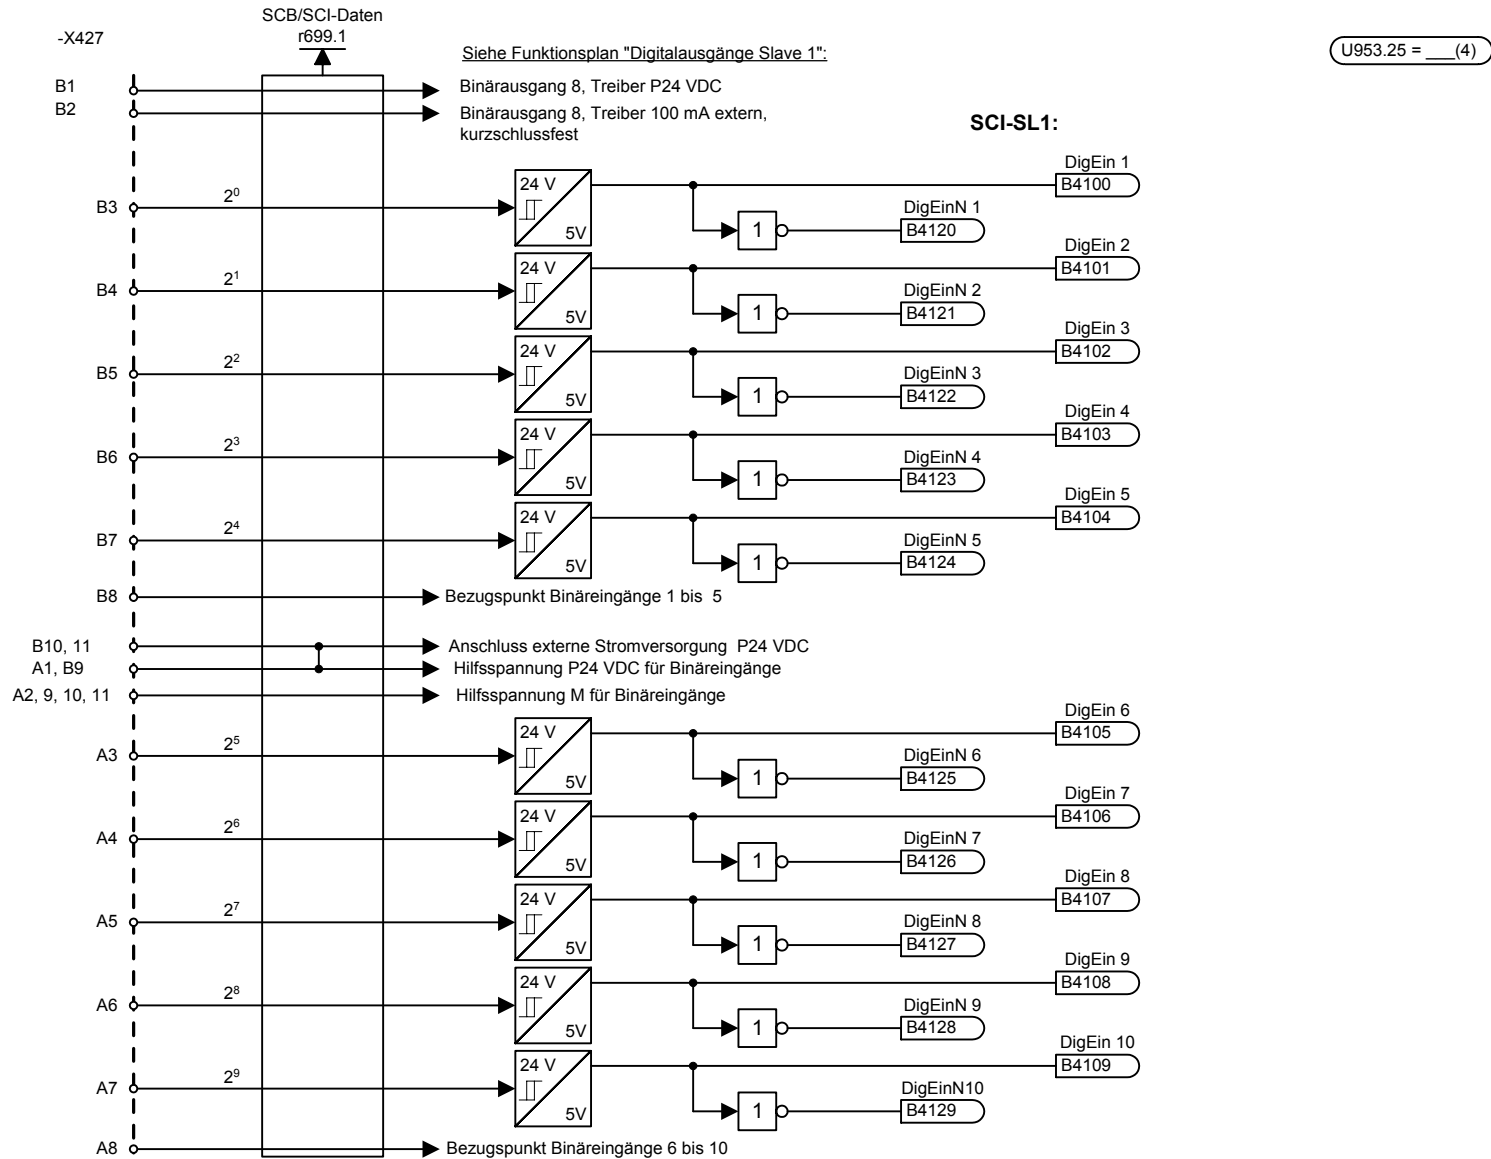 SCB/SCI-Daten
-X427
r699.1
Siehe Funktionsplan "Digitalausgänge Slave 1":
U953.25 = ___(4)
B1
Binärausgang 8, Treiber P24 VDC
B2
Binärausgang 8, Treiber 100 mA extern,
kurzschlussfest
SCI-SL1:
DigEin 1
24 V
B4100
B3
2⁰
DigEinN 1
5V
1
B4120
DigEin 2
24 V
B4101
B4
2¹
DigEinN 2
5V
1
B4121
DigEin 3
24 V
B4102
B5
2²
DigEinN 3
5V
1
B4122
DigEin 4
24 V
B4103
B6
2³
DigEinN 4
5V
1
B4123
DigEin 5
24 V
B4104
B7
2⁴
DigEinN 5
5V
1
B4124
B8
Bezugspunkt Binäreingänge 1 bis 5
B10, 11
Anschluss externe Stromversorgung P24 VDC
A1, B9
Hilfsspannung P24 VDC für Binäreingänge
A2, 9, 10, 11
Hilfsspannung M für Binäreingänge
DigEin 6
24 V
B4105
A3
2⁵
DigEinN 6
5V
1
B4125
DigEin 7
24 V
B4106
A4
2⁶
DigEinN 7
5V
1
B4126
DigEin 8
24 V
B4107
A5
2⁷
DigEinN 8
5V
1
B4127
DigEin 9
24 V
B4108
A6
2⁸
DigEinN 9
5V
1
B4128
DigEin 10
24 V
B4109
A7
2⁹
DigEinN10
5V
1
B4129
A8
Bezugspunkt Binäreingänge 6 bis 10